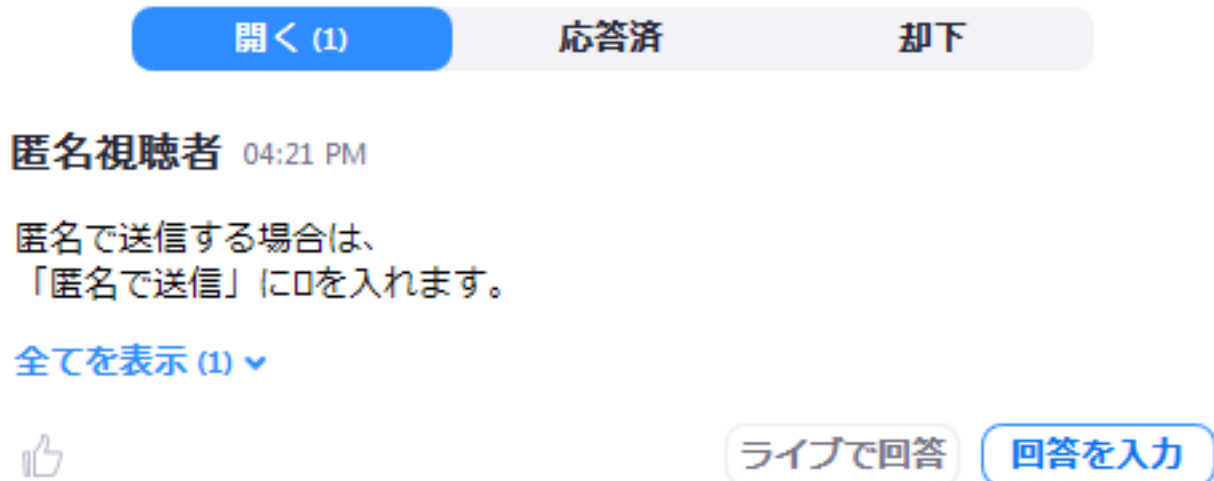 開く (1) 応答済 却下
匿名視聴者 04:21 PM
匿名で送信する場合は、
「匿名で送信」に□を入れます。
全てを表示 (1)
ライブで回答 回答を入力